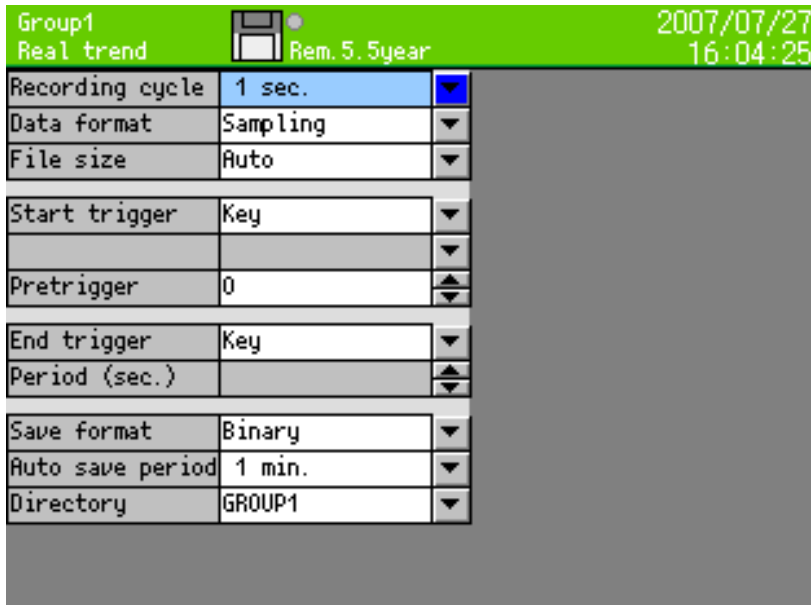 Group1
Real trend
Rem.5.5year
2007/07/27
16:04:25
Recording cycle 1 sec.
Data format Sampling
File size Auto
Start trigger Key
Pretrigger 0
End trigger Key
Period (sec.)
Save format Binary
Auto save period 1 min.
Directory GROUP1